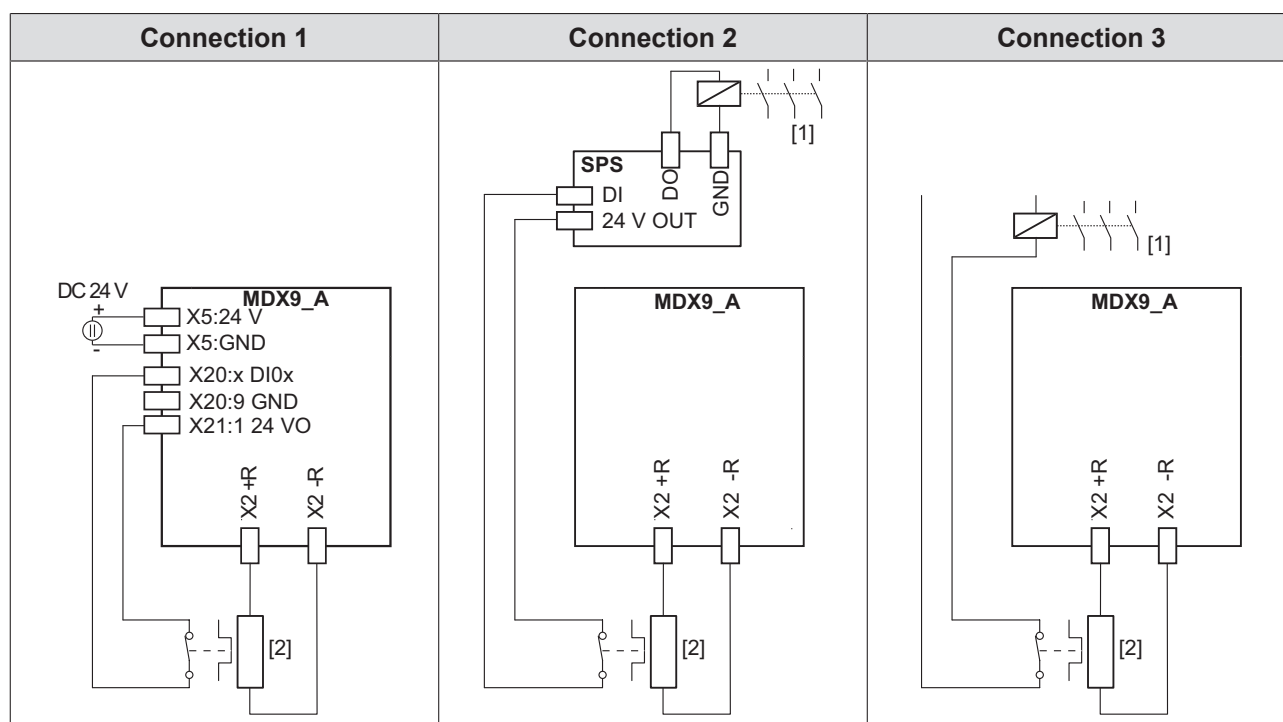 Connection 1
Connection 2
Connection 3
DC 24 V
+
-
MDX9_A
X5:24 V
X5:GND
X20:x DI0x
X20:9 GND
X21:1 24 VO
X2 +R
X2 -R
[2]
[1]
SPS
DO
GND
DI
24 V OUT
MDX9_A
X2 +R
X2 -R
[2]
[1]
MDX9_A
X2 +R
X2 -R
[2]